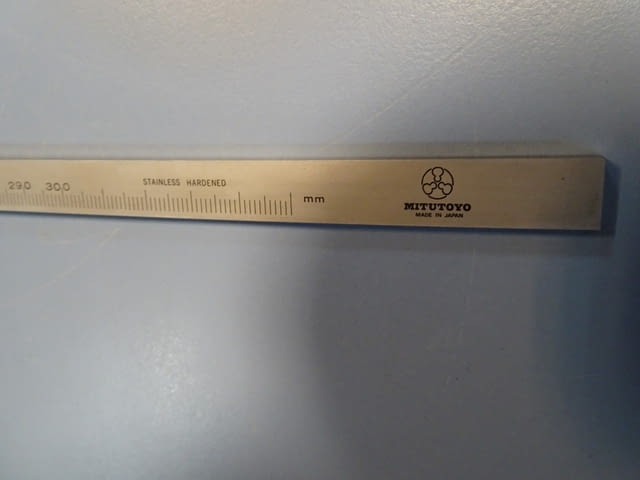 290 300 STAINLESS HARDENED mm
MITUTOYO
MADE IN JAPAN